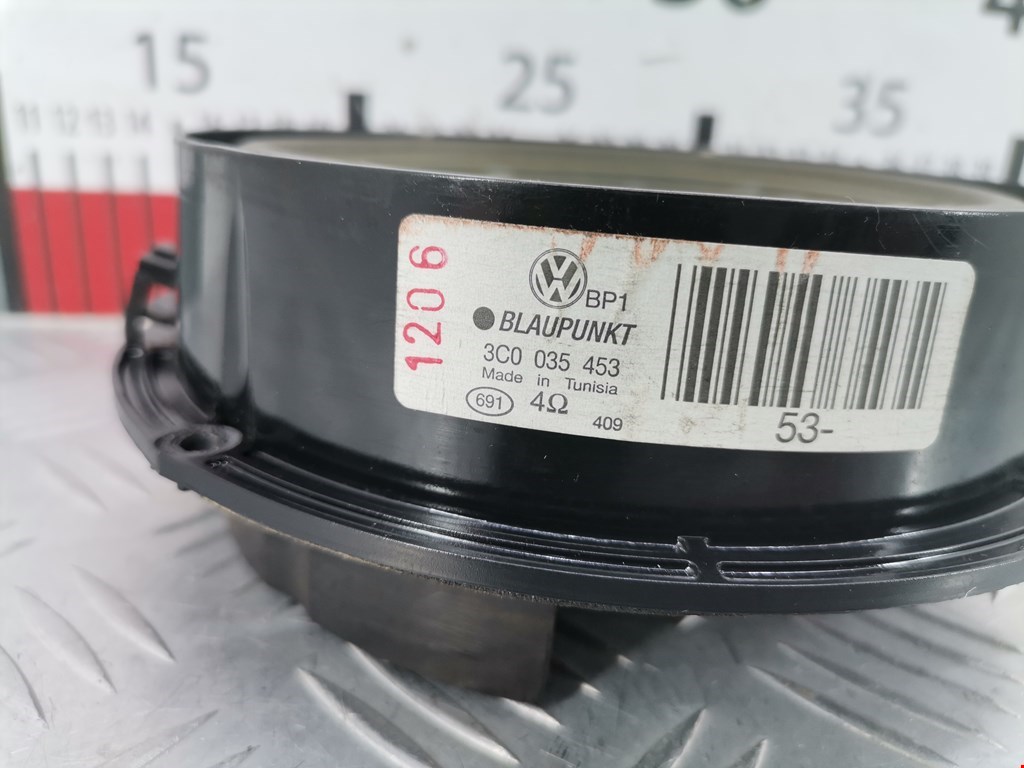 15 25 35
11 12 13 14
1206
VW
BP1
BLAUPUNKT
3C0 035 453
Made in Tunisia
691 4Ω 409
53-